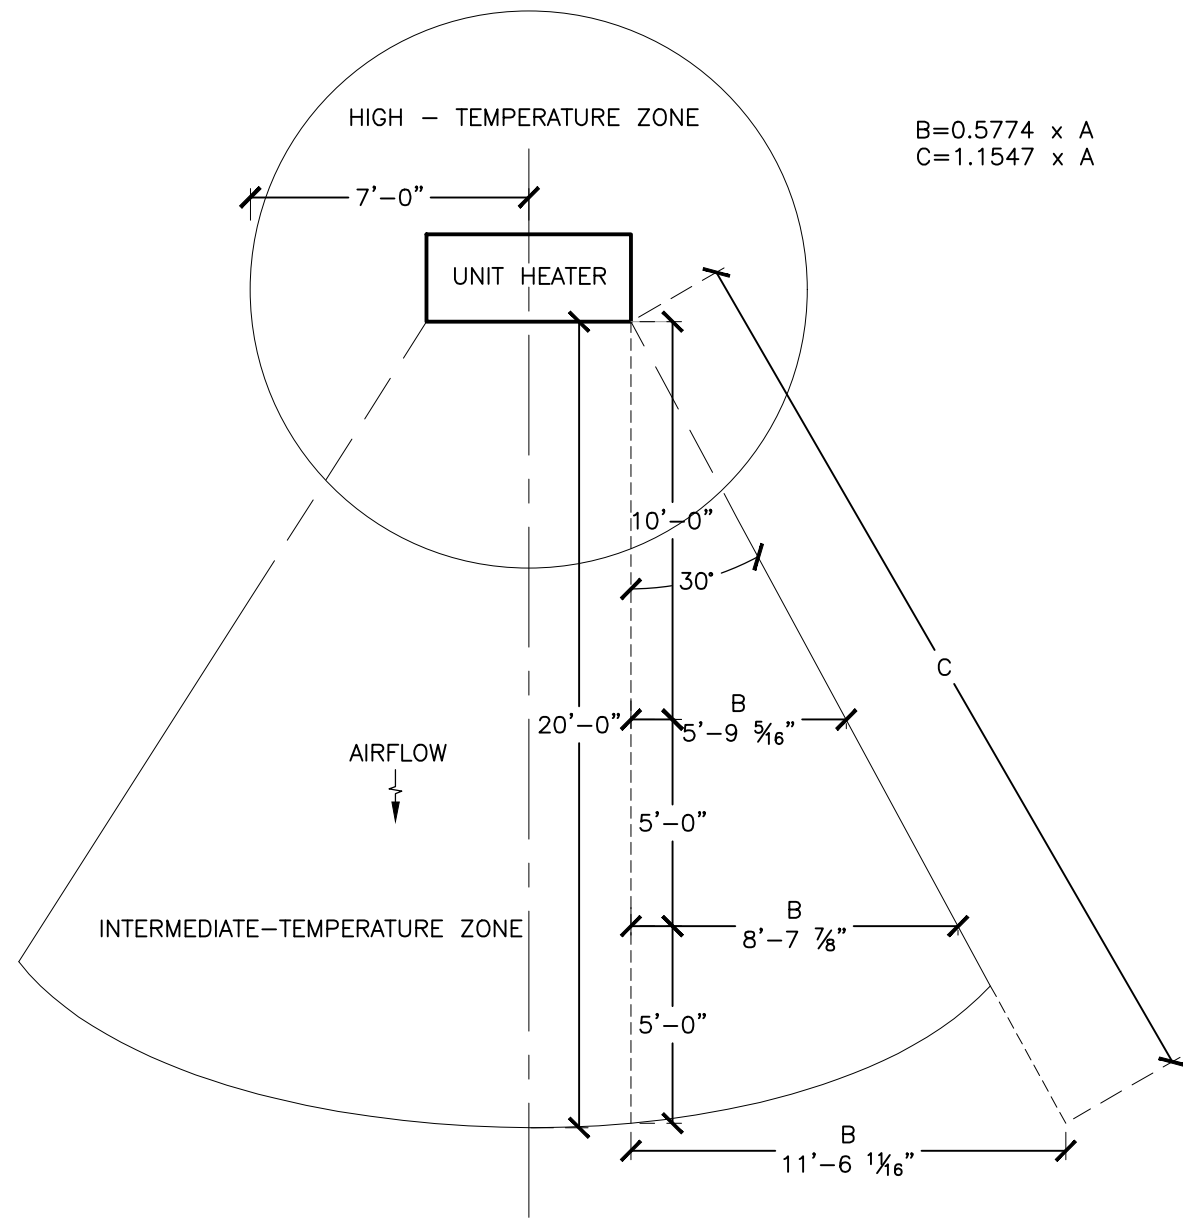 HIGH - TEMPERATURE ZONE
B=0.5774 x A
C=1.1547 x A
7'-0"
UNIT HEATER
10'-0"
30°
C
B
20'-0"
5'-9 5/16"
AIRFLOW
5'-0"
B
INTERMEDIATE-TEMPERATURE ZONE
8'-7 7/8"
5'-0"
B
11'-6 11/16"